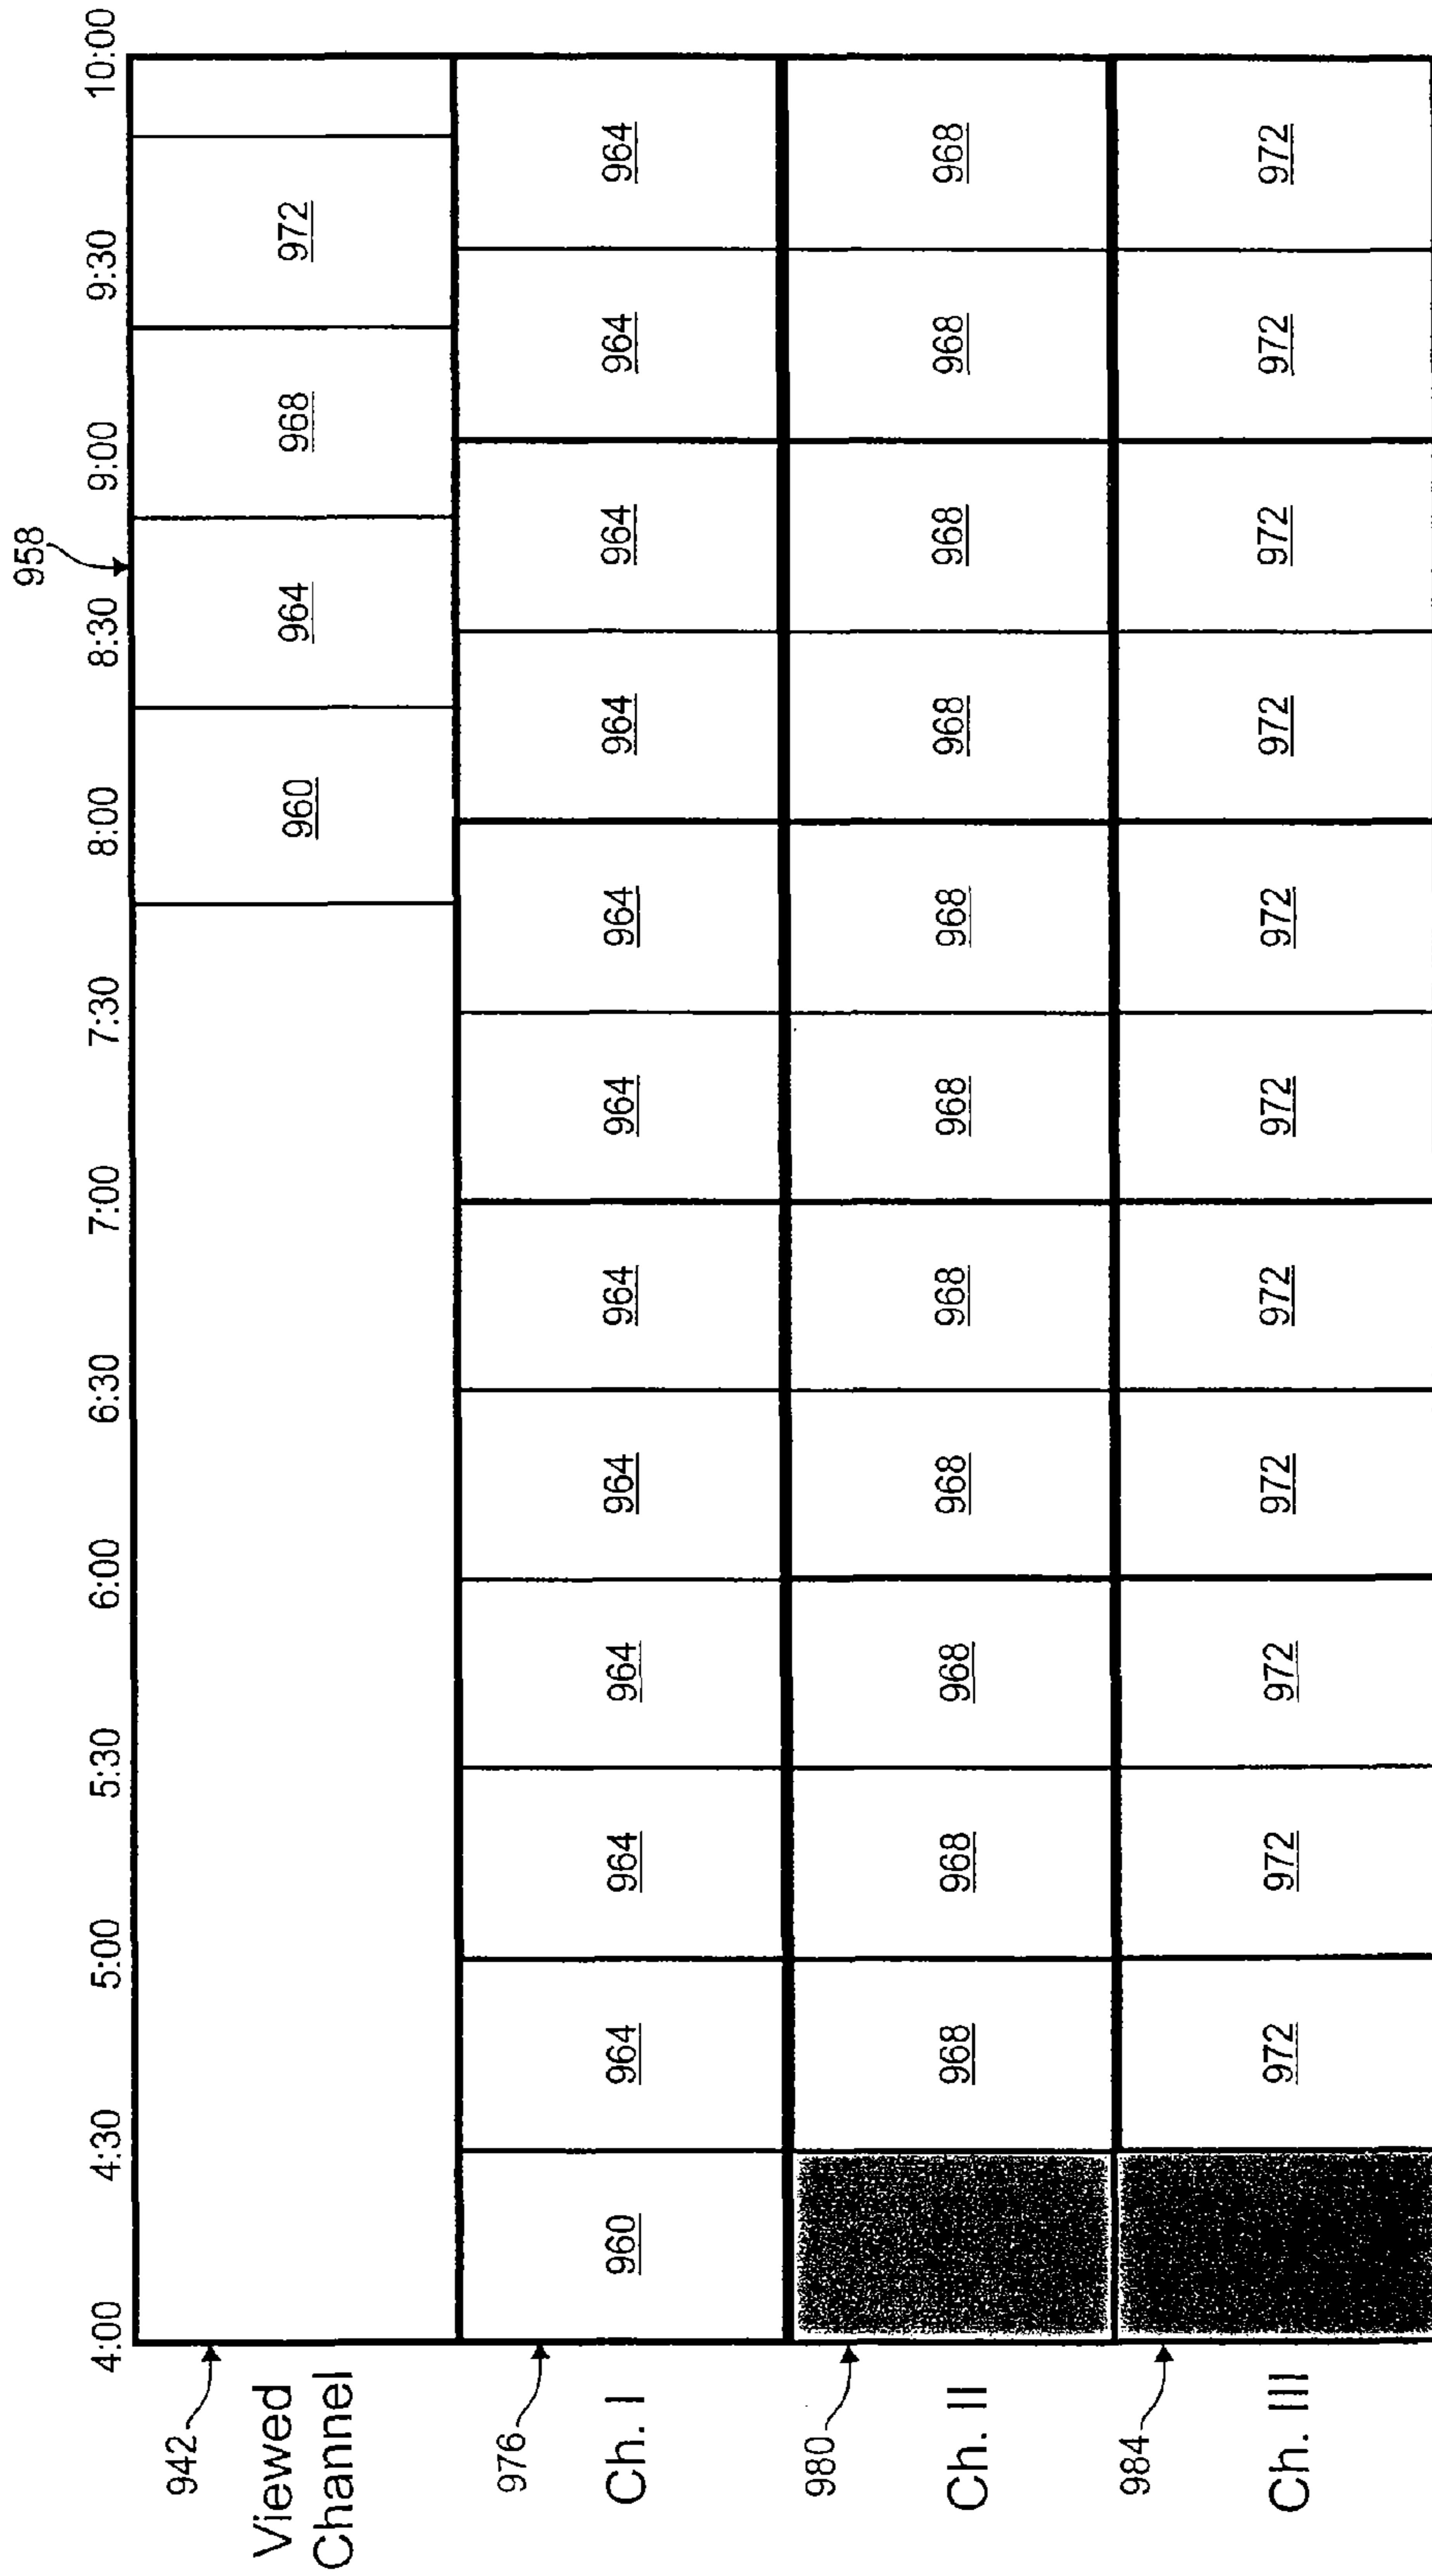 958
4:00 4:30 5:00 5:30 6:00 6:30 7:00 7:30 8:00 8:30 9:00 9:30 10:00
942
Viewed
Channel
960 964 968 972
976
Ch. I
960 964 964 964 964 964 964 964 964 964 964 964
980
Ch. II
968 968 968 968 968 968 968 968 968 968 968
984
Ch. III
972 972 972 972 972 972 972 972 972 972 972